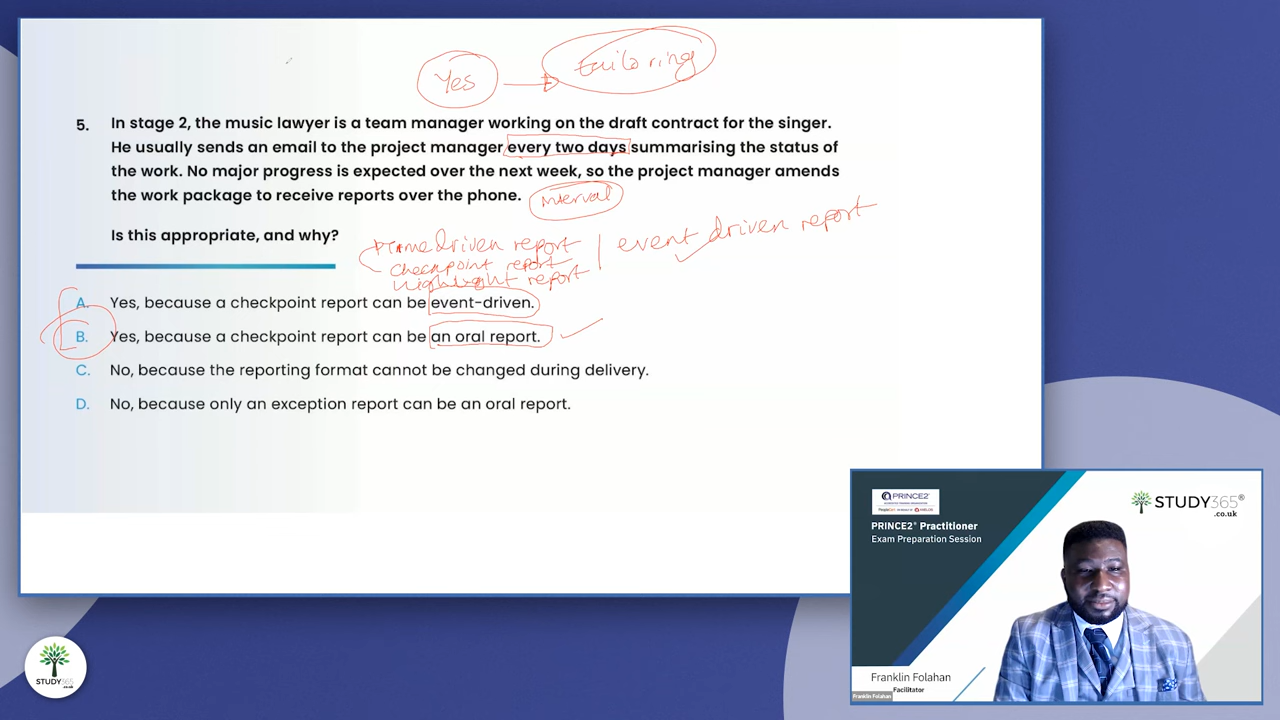 Yes
tailoring
5.
In stage 2, the music lawyer is a team manager working on the draft contract for the singer.
He usually sends an email to the project manager every two days summarising the status of
the work. No major progress is expected over the next week, so the project manager amends
the work package to receive reports over the phone.
interval
Is this appropriate, and why?
time driven report | event driven report
checkpoint report
highlight report
A. Yes, because a checkpoint report can be event-driven.
B. Yes, because a checkpoint report can be an oral report.
C. No, because the reporting format cannot be changed during delivery.
D. No, because only an exception report can be an oral report.
PRINCE2®
PRINCE2® Practitioner
Exam Preparation Session
STUDY365®
.co.uk
Franklin Folahan
Facilitator
Franklin Folahan
STUDY365
.co.uk